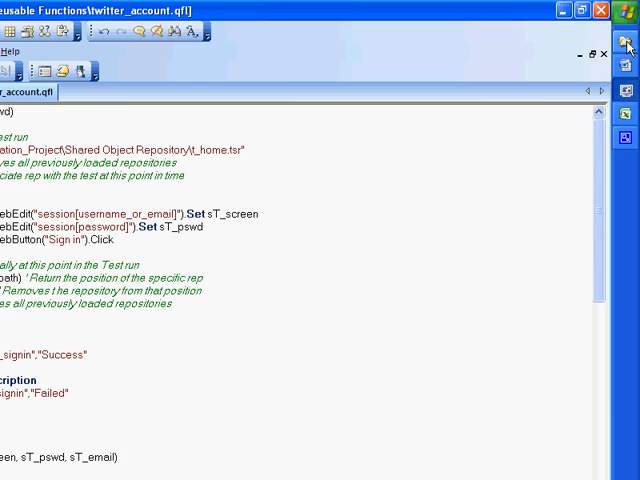 eusable Functions\twitter_account.qfl]
Help
r_account.qfl
wd)
est run
ation_Project\Shared Object Repository\t_home.tsr"
ves all previously loaded repositories
ciate rep with the test at this point in time
ebEdit("session[username_or_email]").Set sT_screen
ebEdit("session[password]").Set sT_pswd
ebButton("Sign in").Click
ally at this point in the Test run
path) ' Return the position of the specific rep
' Removes t he repository from that position
es all previously loaded repositories
_signin","Success"
cription
signin","Failed"
een, sT_pswd, sT_email)